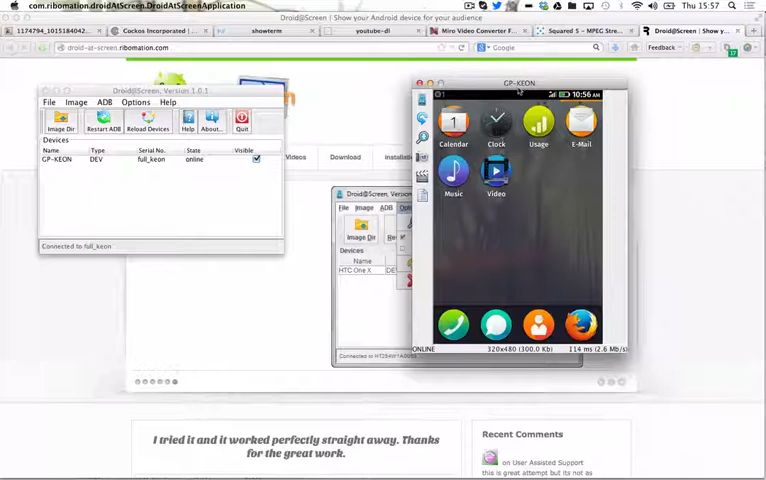 com.ribomation.droidAtScreen.DroidAtScreenApplication
Thu 15:57
Droid@Screen | Show your Android device for your audience
1174794_1015184042...
Cockos Incorporated | ...
showterm
youtube-dl
Miro Video Converter F...
Square 5 - MPEG Stre...
Droid@Screen | Show y...
droid-at-screen.ribomation.com
Google
Feedback
Droid@Screen, Version 1.0.1
File Image ADB Options Help
Image Dir
Restart ADB
Reload Devices
Help
About...
Quit
Devices
Name Type Serial No. State Visible
GP-KEON DEV full_keon online
Connected to full_keon
Videos
Download
Droid@Screen, Version
File Image ADB
Image Dir
Devices
Name
HTC One X
GP-KEON
10:56 AM
Calendar
Clock
Usage
E-Mail
Music
Video
ONLINE
320x480 (300.0 Kb)
114 ms (2.6 Mb/s)
I tried it and it worked perfectly straight away. Thanks
for the great work.
Recent Comments
on User Assisted Support
this is great attempt but its not as